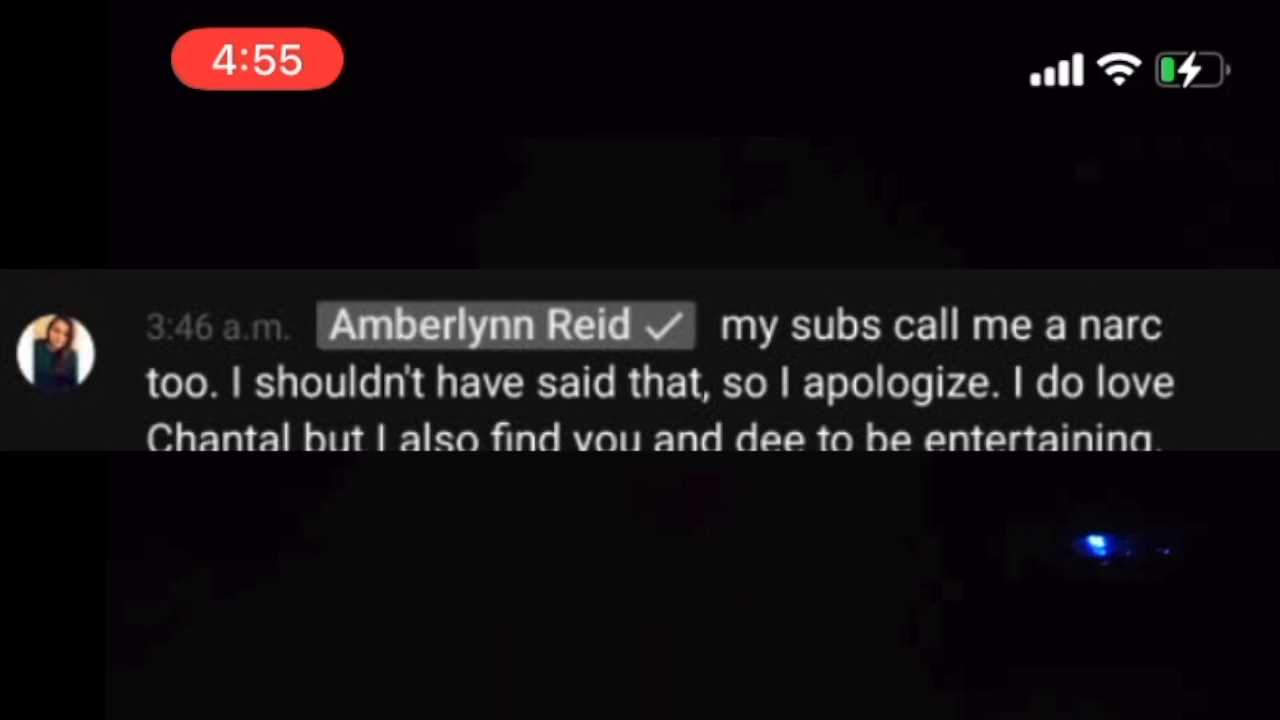 4:55
3:46 a.m. Amberlynn Reid ✓ my subs call me a narc
too. I shouldn't have said that, so I apologize. I do love
Chantal but I also find you and dee to be entertaining.